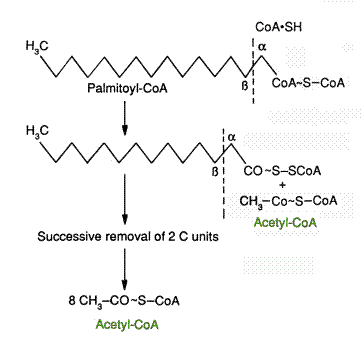 CoA•SH
H₃C
α
β
CoA~S—CoA
Palmitoyl-CoA
H₃C
α
β
CO~S—SCoA
+
CH₃—Co~S—CoA
Acetyl-CoA
Successive removal of 2 C units
8 CH₃—CO~S—CoA
Acetyl-CoA